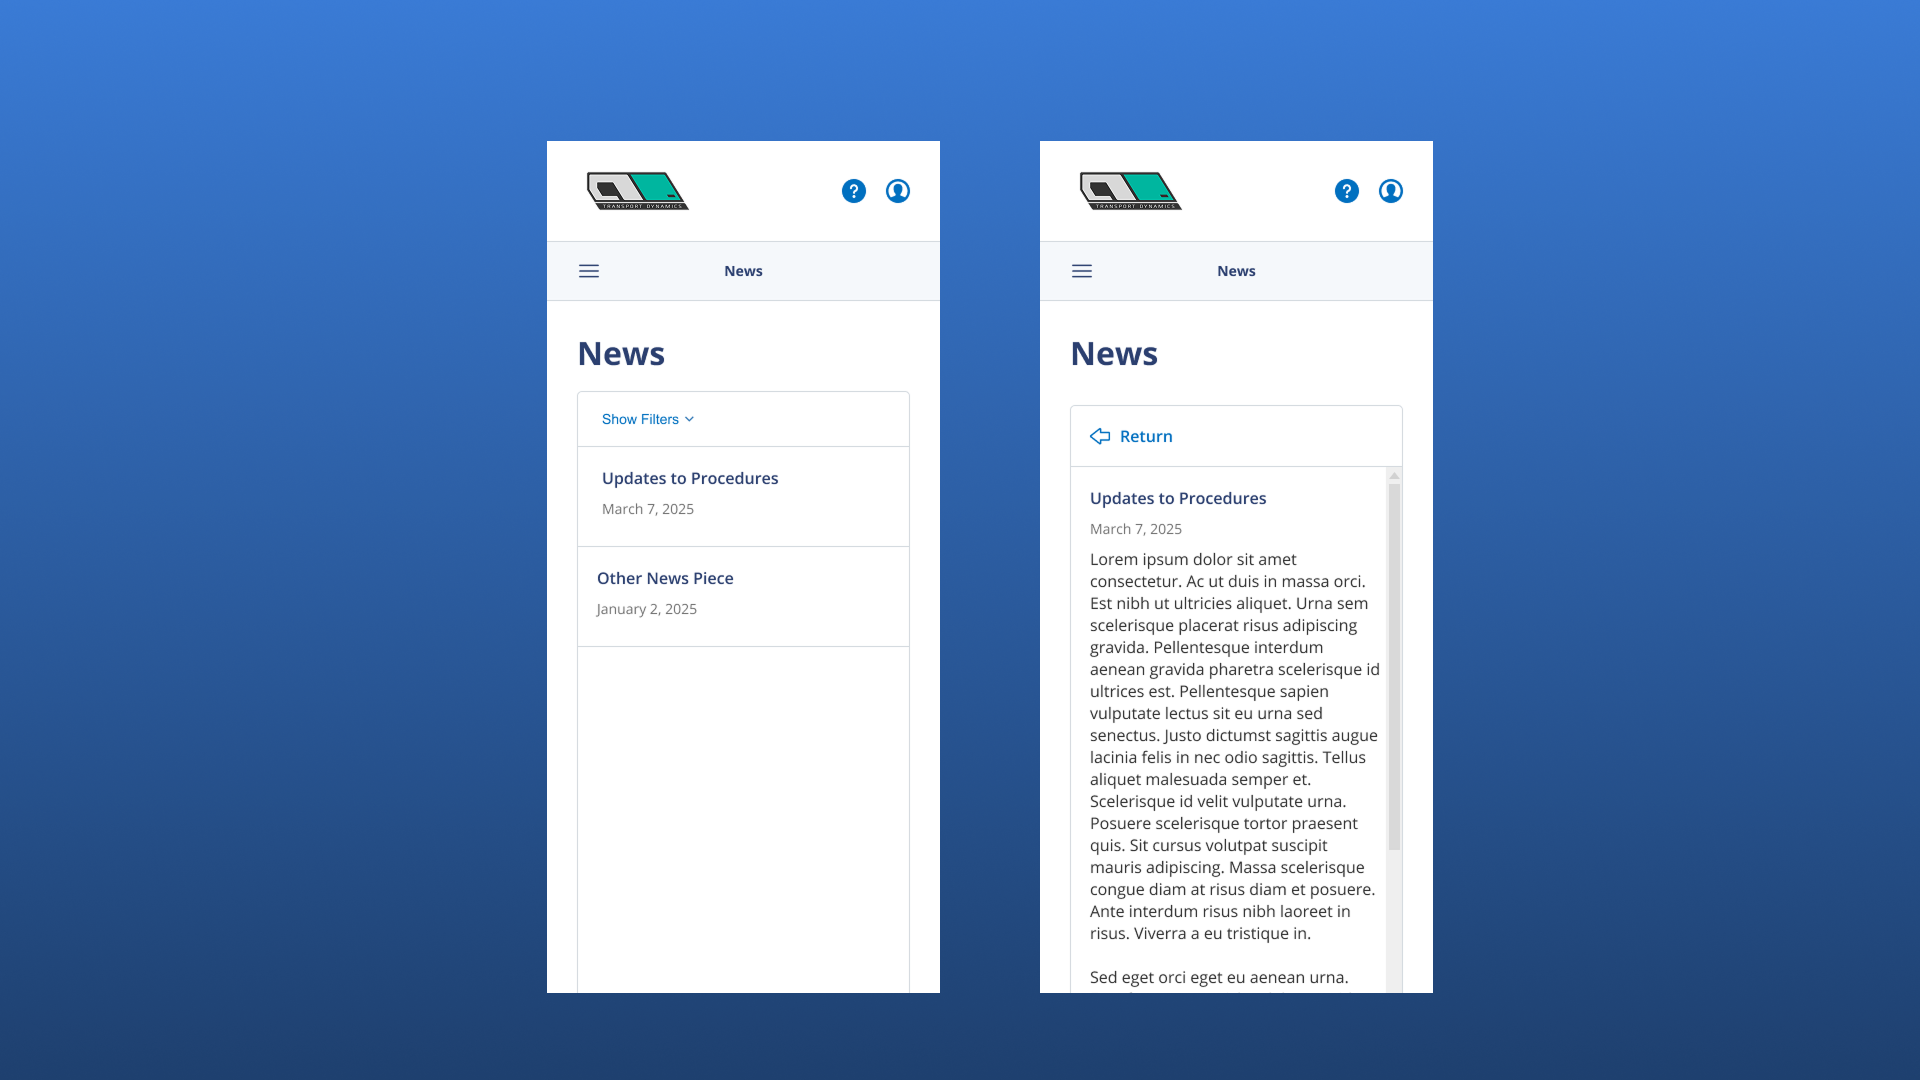 TRANSPORT DYNAMICS
?
News
News
Show Filters
Updates to Procedures
March 7, 2025
Other News Piece
January 2, 2025
TRANSPORT DYNAMICS
?
News
News
Return
Updates to Procedures
March 7, 2025
Lorem ipsum dolor sit amet
consectetur. Ac ut duis in massa orci.
Est nibh ut ultricies aliquet. Urna sem
scelerisque placerat risus adipiscing
gravida. Pellentesque interdum
aenean gravida pharetra scelerisque id
ultrices est. Pellentesque sapien
vulputate lectus sit eu urna sed
senectus. Justo dictumst sagittis augue
lacinia felis in nec odio sagittis. Tellus
aliquet malesuada semper et.
Scelerisque id velit vulputate urna.
Posuere scelerisque tortor praesent
quis. Sit cursus volutpat suscipit
mauris adipiscing. Massa scelerisque
congue diam at risus diam et posuere.
Ante interdum risus nibh laoreet in
risus. Viverra a eu tristique in.
Sed eget orci eget eu aenean urna.